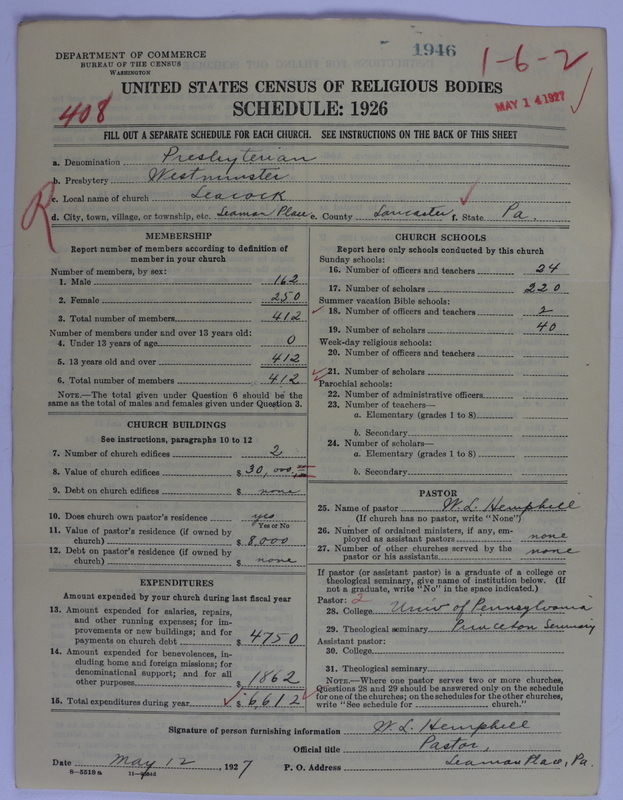 DEPARTMENT OF COMMERCE
BUREAU OF THE CENSUS
WASHINGTON
1946
1-6-2
MAY 14 1927
UNITED STATES CENSUS OF RELIGIOUS BODIES
408
SCHEDULE: 1926
FILL OUT A SEPARATE SCHEDULE FOR EACH CHURCH. SEE INSTRUCTIONS ON THE BACK OF THIS SHEET
a. Denomination Presbyterian
b. Presbytery Westminster
c. Local name of church Leacock
R
d. City, town, village, or township, etc. Leaman Place e. County Lancaster f. State Pa.
MEMBERSHIP
Report number of members according to definition of
member in your church
Number of members, by sex:
1. Male 162
2. Female 250
3. Total number of members 412
Number of members under and over 13 years old:
4. Under 13 years of age 0
5. 13 years old and over 412
6. Total number of members 412
NOTE.—The total given under Question 6 should be the
same as the total of males and females given under Question 3.
CHURCH BUILDINGS
See instructions, paragraphs 10 to 12
7. Number of church edifices 2
8. Value of church edifices $ 30,000
9. Debt on church edifices $ none
10. Does church own pastor's residence yes
Yes or No
11. Value of pastor's residence (if owned by
church) $ 8,000
12. Debt on pastor's residence (if owned by
church) $ none
EXPENDITURES
Amount expended by your church during last fiscal year
13. Amount expended for salaries, repairs,
and other running expenses; for im-
provements or new buildings; and for
payments on church debt $ 4750
14. Amount expended for benevolences, in-
cluding home and foreign missions; for
denominational support; and for all
other purposes $ 1862
15. Total expenditures during year $ 6,612
CHURCH SCHOOLS
Report here only schools conducted by this church
Sunday schools:
16. Number of officers and teachers 24
17. Number of scholars 220
Summer vacation Bible schools:
18. Number of officers and teachers 2
19. Number of scholars 40
Week-day religious schools:
20. Number of officers and teachers
21. Number of scholars
Parochial schools:
22. Number of administrative officers
23. Number of teachers—
a. Elementary (grades 1 to 8)
b. Secondary
24. Number of scholars—
a. Elementary (grades 1 to 8)
b. Secondary
PASTOR
25. Name of pastor W. L. Hemphill
(If church has no pastor, write "None")
26. Number of ordained ministers, if any, em-
ployed as assistant pastors none
27. Number of other churches served by the
pastor or his assistants none
If pastor (or assistant pastor) is a graduate of a college or
theological seminary, give name of institution below. (If
not a graduate, write "No" in the space indicated.)
Pastor: 2
28. College Univ of Pennsylvania
29. Theological seminary Princeton Seminary
Assistant pastor:
30. College
31. Theological seminary
NOTE.—Where one pastor serves two or more churches,
Questions 28 and 29 should be answered only on the schedule
for one of the churches; on the schedules for the other churches,
write "See schedule for church."
Signature of person furnishing information W. L. Hemphill
Official title Pastor,
Date May 12, 1927 P. O. Address Leaman Place, Pa.
8—5518 a